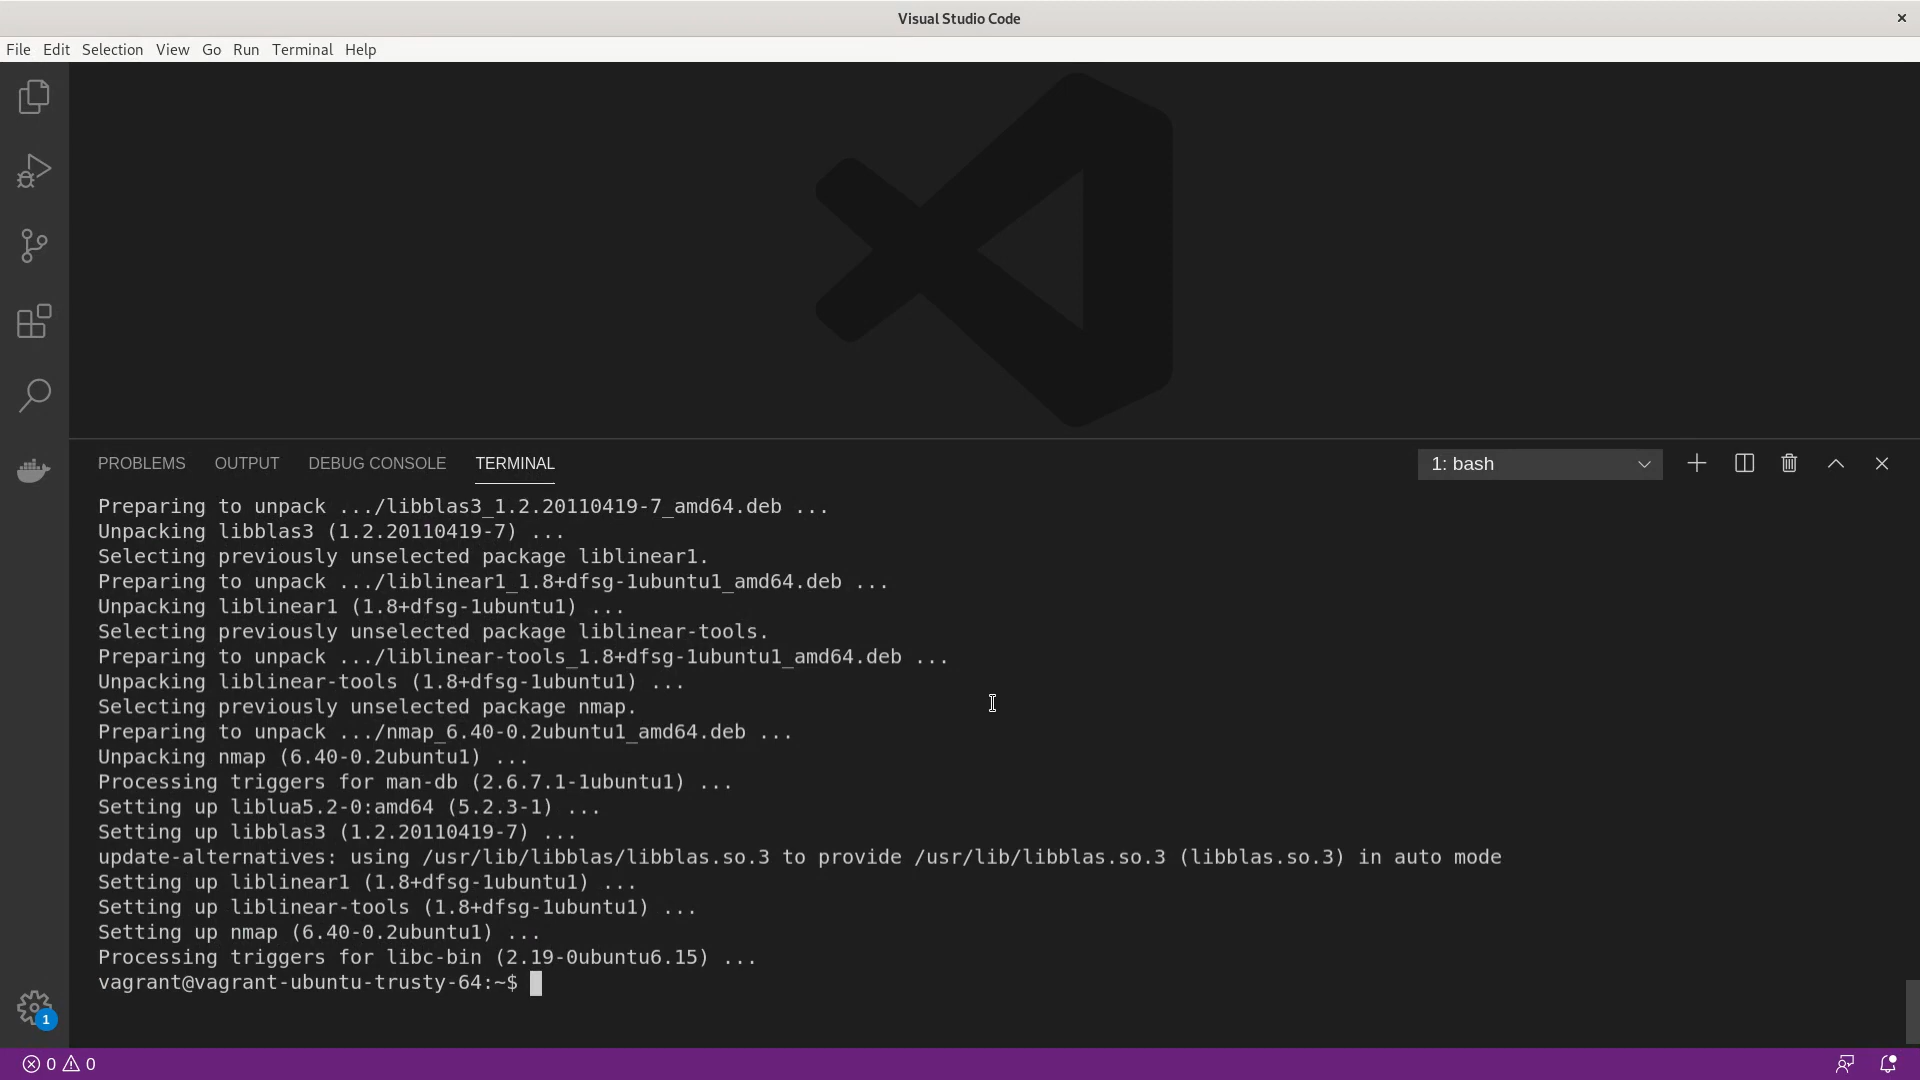 Visual Studio Code
File Edit Selection View Go Run Terminal Help
PROBLEMS OUTPUT DEBUG CONSOLE TERMINAL 1: bash
Preparing to unpack .../libblas3_1.2.20110419-7_amd64.deb ...
Unpacking libblas3 (1.2.20110419-7) ...
Selecting previously unselected package liblinear1.
Preparing to unpack .../liblinear1_1.8+dfsg-1ubuntu1_amd64.deb ...
Unpacking liblinear1 (1.8+dfsg-1ubuntu1) ...
Selecting previously unselected package liblinear-tools.
Preparing to unpack .../liblinear-tools_1.8+dfsg-1ubuntu1_amd64.deb ...
Unpacking liblinear-tools (1.8+dfsg-1ubuntu1) ...
Selecting previously unselected package nmap.
Preparing to unpack .../nmap_6.40-0.2ubuntu1_amd64.deb ...
Unpacking nmap (6.40-0.2ubuntu1) ...
Processing triggers for man-db (2.6.7.1-1ubuntu1) ...
Setting up liblua5.2-0:amd64 (5.2.3-1) ...
Setting up libblas3 (1.2.20110419-7) ...
update-alternatives: using /usr/lib/libblas/libblas.so.3 to provide /usr/lib/libblas.so.3 (libblas.so.3) in auto mode
Setting up liblinear1 (1.8+dfsg-1ubuntu1) ...
Setting up liblinear-tools (1.8+dfsg-1ubuntu1) ...
Setting up nmap (6.40-0.2ubuntu1) ...
Processing triggers for libc-bin (2.19-0ubuntu6.15) ...
vagrant@vagrant-ubuntu-trusty-64:~$
1
0 0